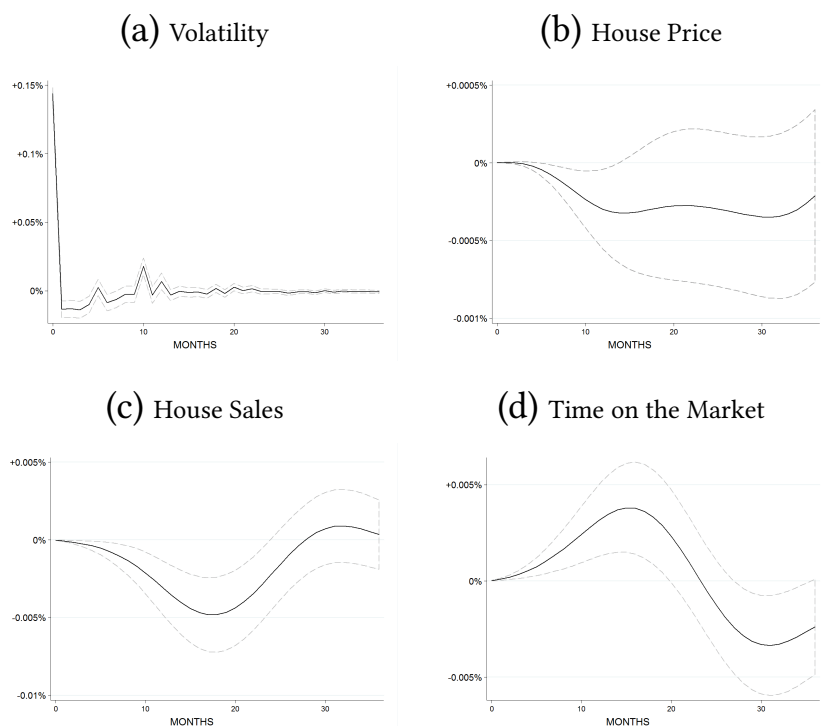 (a) Volatility
+0.15%
+0.1%
+0.05%
0%
0 10 20 30
MONTHS
(b) House Price
+0.0005%
0%
-0.0005%
-0.001%
0 10 20 30
MONTHS
(c) House Sales
+0.005%
0%
-0.005%
-0.01%
0 10 20 30
MONTHS
(d) Time on the Market
+0.005%
0%
-0.005%
0 10 20 30
MONTHS